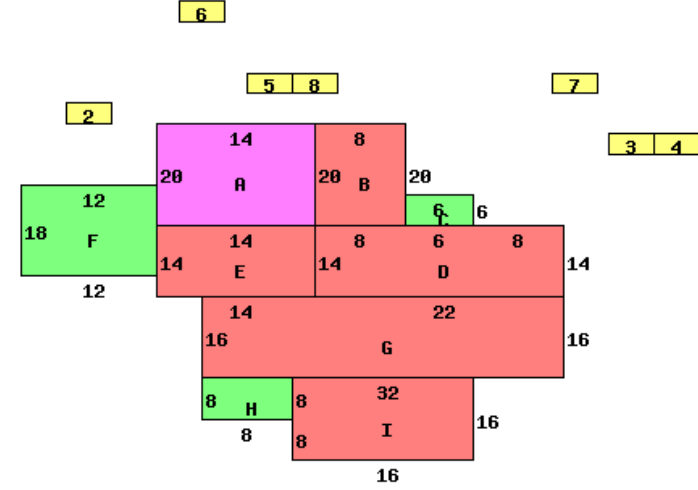 6
5 8 7
2
3 4
14 8
20 A 20 B 20
12 6 C 6
18 F
14 8 6 8
14 E 14 D 14
12
14 22
16 G 16
32
8 H 8
8 8 I 16
16